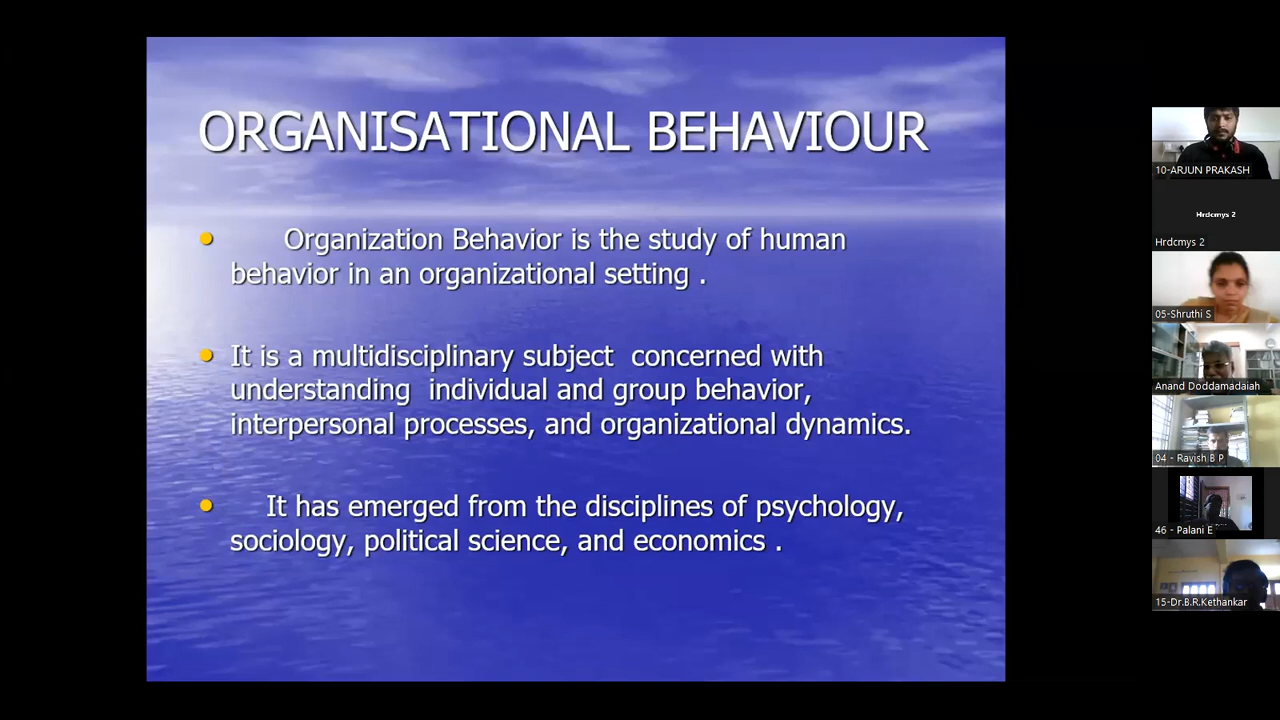 ORGANISATIONAL BEHAVIOUR
Organization Behavior is the study of human
behavior in an organizational setting .
It is a multidisciplinary subject concerned with
understanding individual and group behavior,
interpersonal processes, and organizational dynamics.
It has emerged from the disciplines of psychology,
sociology, political science, and economics .
10-ARJUN PRAKASH
Hrdcmys 2
Hrdcmys 2
05-Shruthi S
Anand Doddamadaiah
04 - Ravish B P
46 - Palani E
15-Dr.B.R.Kethankar